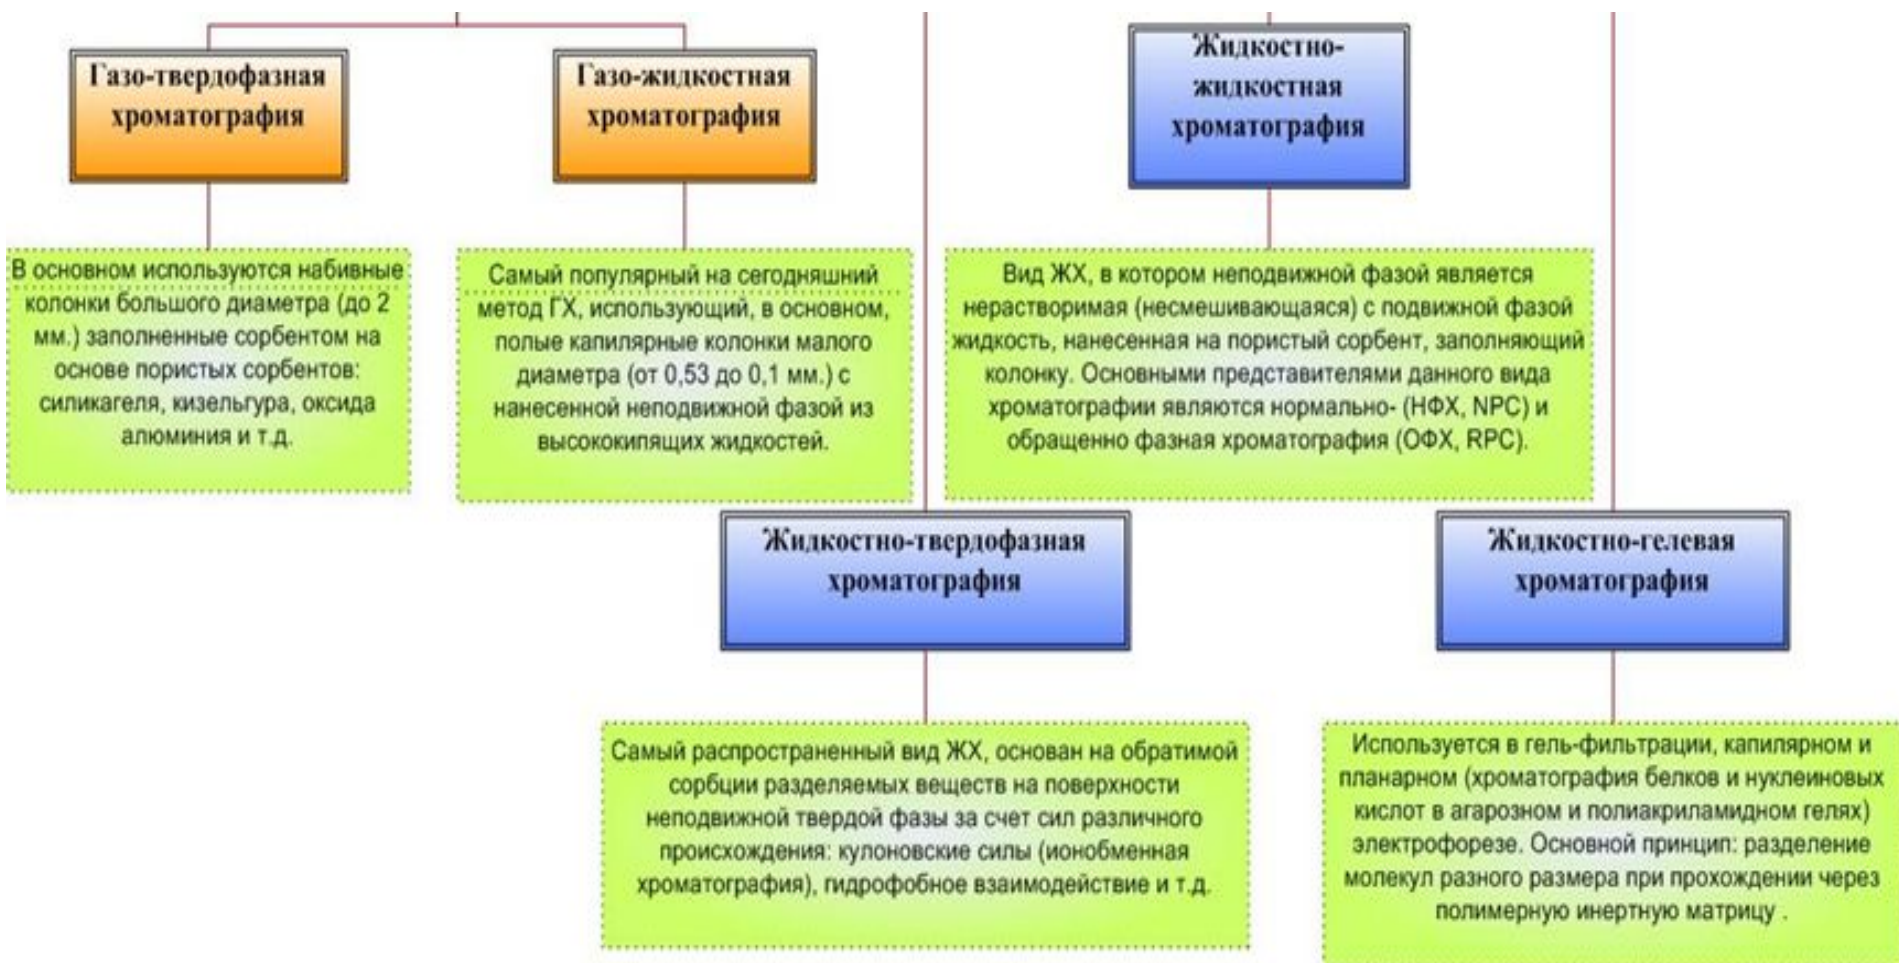 Газо-твердофазная
хроматография
Газо-жидкостная
хроматография
Жидкостно-
жидкостная
хроматография
В основном используются набивные
колонки большого диаметра (до 2
мм.) заполненные сорбентом на
основе пористых сорбентов:
силикагеля, кизельгура, оксида
алюминия и т.д.
Самый популярный на сегодняшний
метод ГХ, использующий, в основном,
полые капилярные колонки малого
диаметра (от 0,53 до 0,1 мм.) с
нанесенной неподвижной фазой из
высококипящих жидкостей.
Вид ЖХ, в котором неподвижной фазой является
нерастворимая (несмешивающаяся) с подвижной фазой
жидкость, нанесенная на пористый сорбент, заполняющий
колонку. Основными представителями данного вида
хроматографии являются нормально- (НФХ, NPC) и
обращенно фазная хроматография (ОФХ, RPC).
Жидкостно-твердофазная
хроматография
Жидкостно-гелевая
хроматография
Самый распространенный вид ЖХ, основан на обратимой
сорбции разделяемых веществ на поверхности
неподвижной твердой фазы за счет сил различного
происхождения: кулоновские силы (ионобменная
хроматография), гидрофобное взаимодействие и т.д.
Используется в гель-фильтрации, капилярном и
планарном (хроматография белков и нуклеиновых
кислот в агарозном и полиакриламидном гелях)
электрофорезе. Основной принцип: разделение
молекул разного размера при прохождении через
полимерную инертную матрицу .